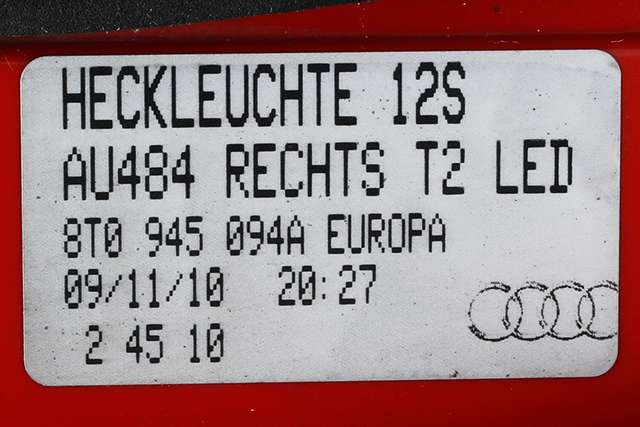 HECKLEUCHTE 12S
AU484 RECHTS T2 LED
8T0 945 094A EUROPA
09/11/10 20:27
2 45 10